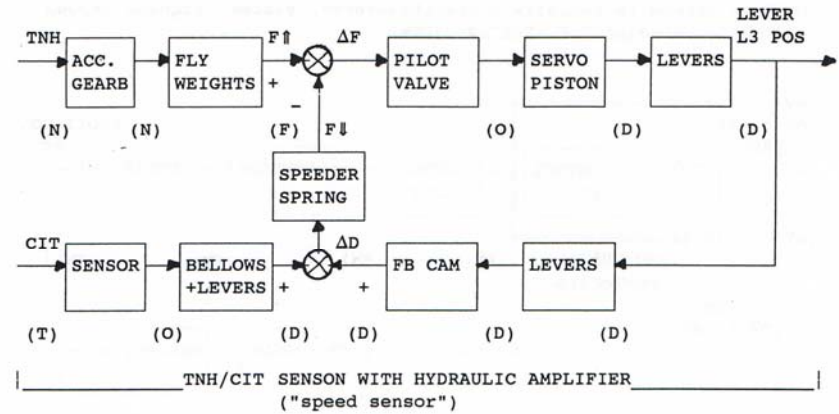 LEVER
TNH F⇑ ΔF L3 POS
ACC. FLY PILOT SERVO LEVERS
GEARB WEIGHTS + VALVE PISTON
−
(N) (N) (F) F⇓ (O) (D) (D)
SPEEDER
SPRING
CIT ΔD
SENSOR BELLOWS FB CAM LEVERS
+LEVERS + +
(T) (O) (D) (D) (D) (D)
TNH/CIT SENSON WITH HYDRAULIC AMPLIFIER
("speed sensor")